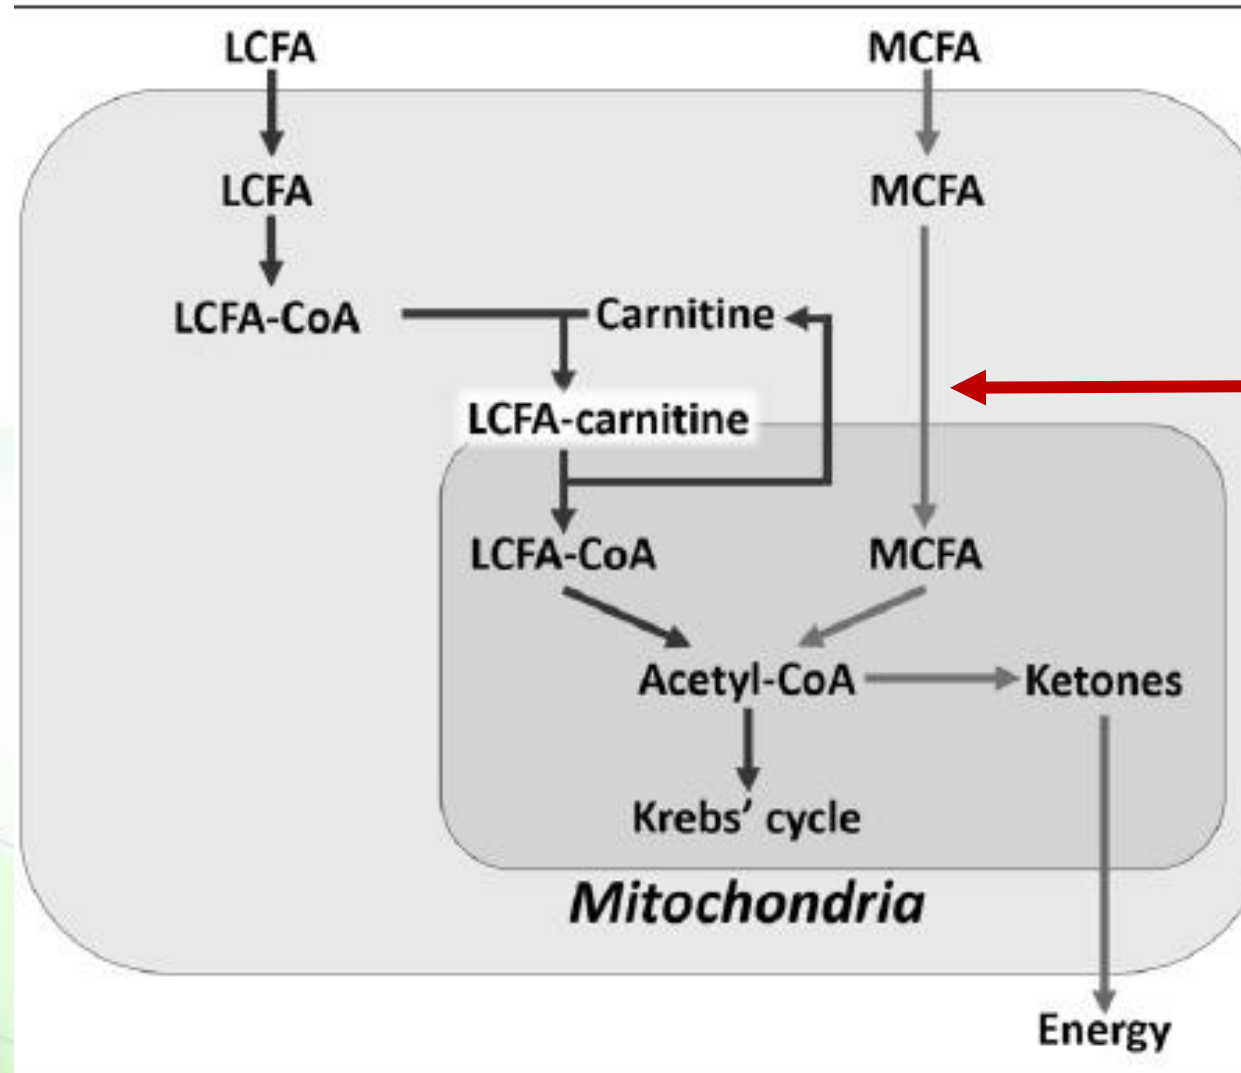 LCFA
MCFA
LCFA
MCFA
LCFA-CoA
Carnitine
LCFA-carnitine
LCFA-CoA
MCFA
Acetyl-CoA
Ketones
Krebs’ cycle
Mitochondria
Energy